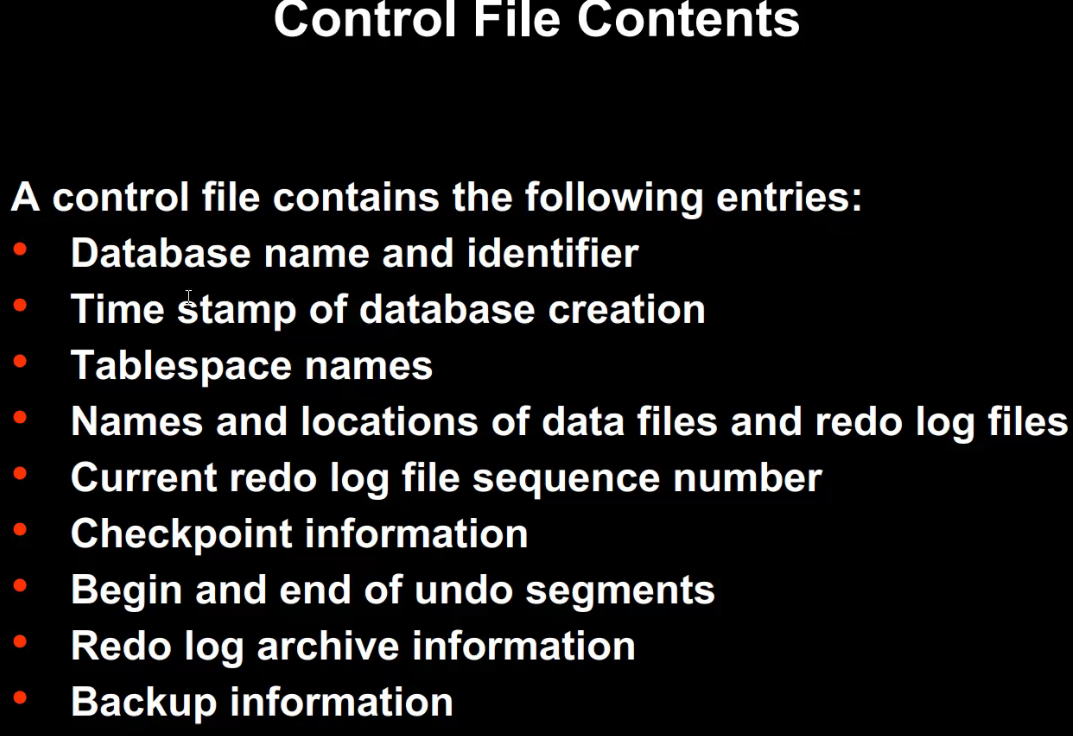 Control File Contents
A control file contains the following entries:
• Database name and identifier
• Time stamp of database creation
• Tablespace names
• Names and locations of data files and redo log files
• Current redo log file sequence number
• Checkpoint information
• Begin and end of undo segments
• Redo log archive information
• Backup information